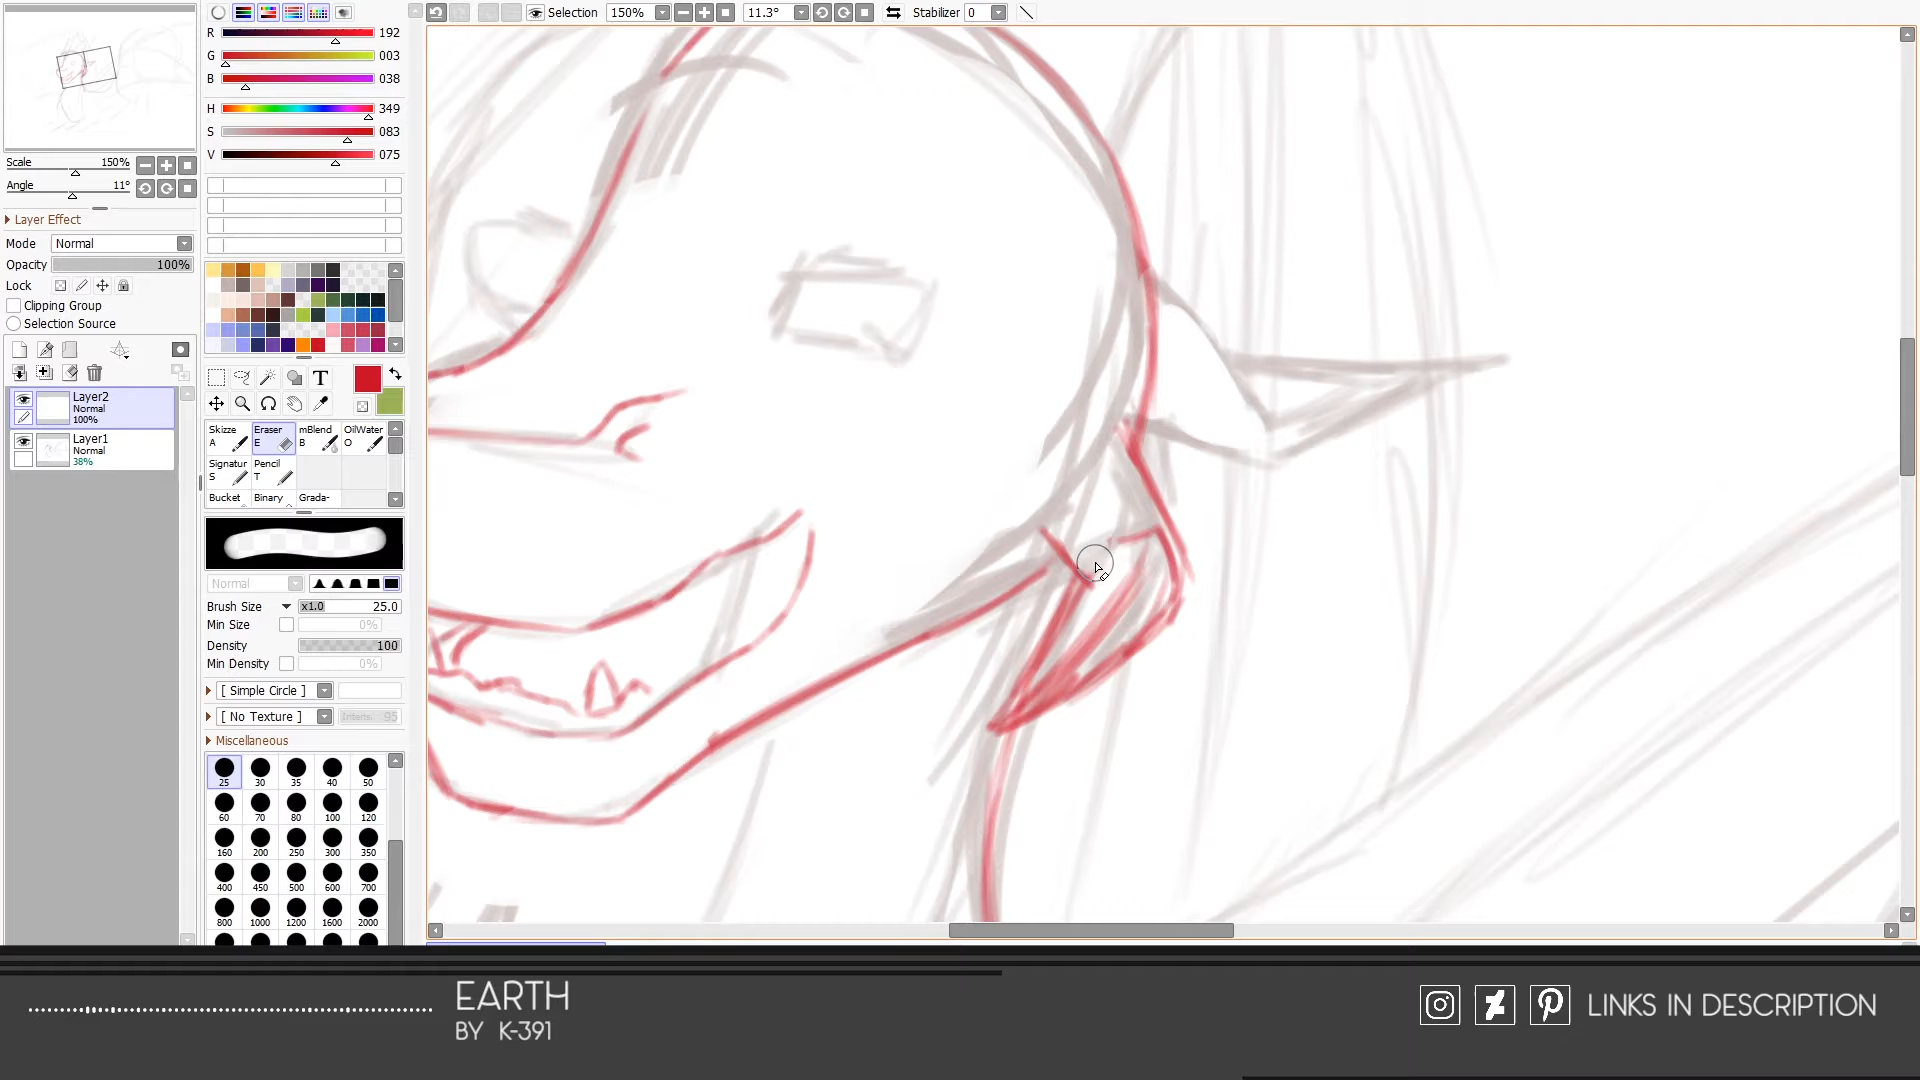 Selection 150% 11.3° Stabilizer 0
R 192
G 003
B 038
H 349
S 083
V 075
Scale 150%
Angle 11°
Layer Effect
Mode Normal
Opacity 100%
Lock
Clipping Group
Selection Source
Layer2
Normal
100%
Layer1
Normal
38%
T
Skizze Eraser mBlend OilWater
A E B O
Signatur Pencil
S T
Bucket Binary Grada-
Normal
Brush Size x1.0 25.0
Min Size 0%
Density 100
Min Density 0%
[ Simple Circle ]
[ No Texture ] 95
Miscellaneous
25 30 35 40 50
60 70 80 100 120
160 200 250 300 350
400 450 500 600 700
800 1000 1200 1600 2000
EARTH
BY K-391
LINKS IN DESCRIPTION